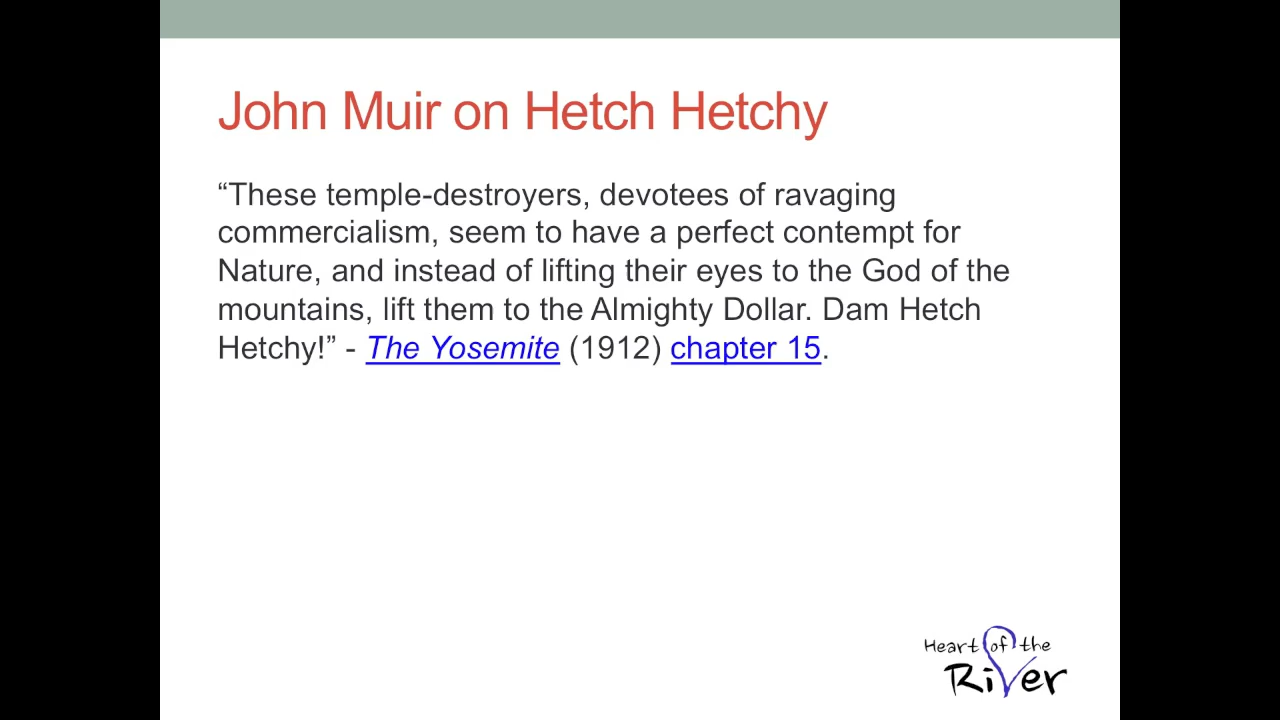 John Muir on Hetch Hetchy
“These temple-destroyers, devotees of ravaging
commercialism, seem to have a perfect contempt for
Nature, and instead of lifting their eyes to the God of the
mountains, lift them to the Almighty Dollar. Dam Hetch
Hetchy!” - The Yosemite (1912) chapter 15.
Heart of the
River